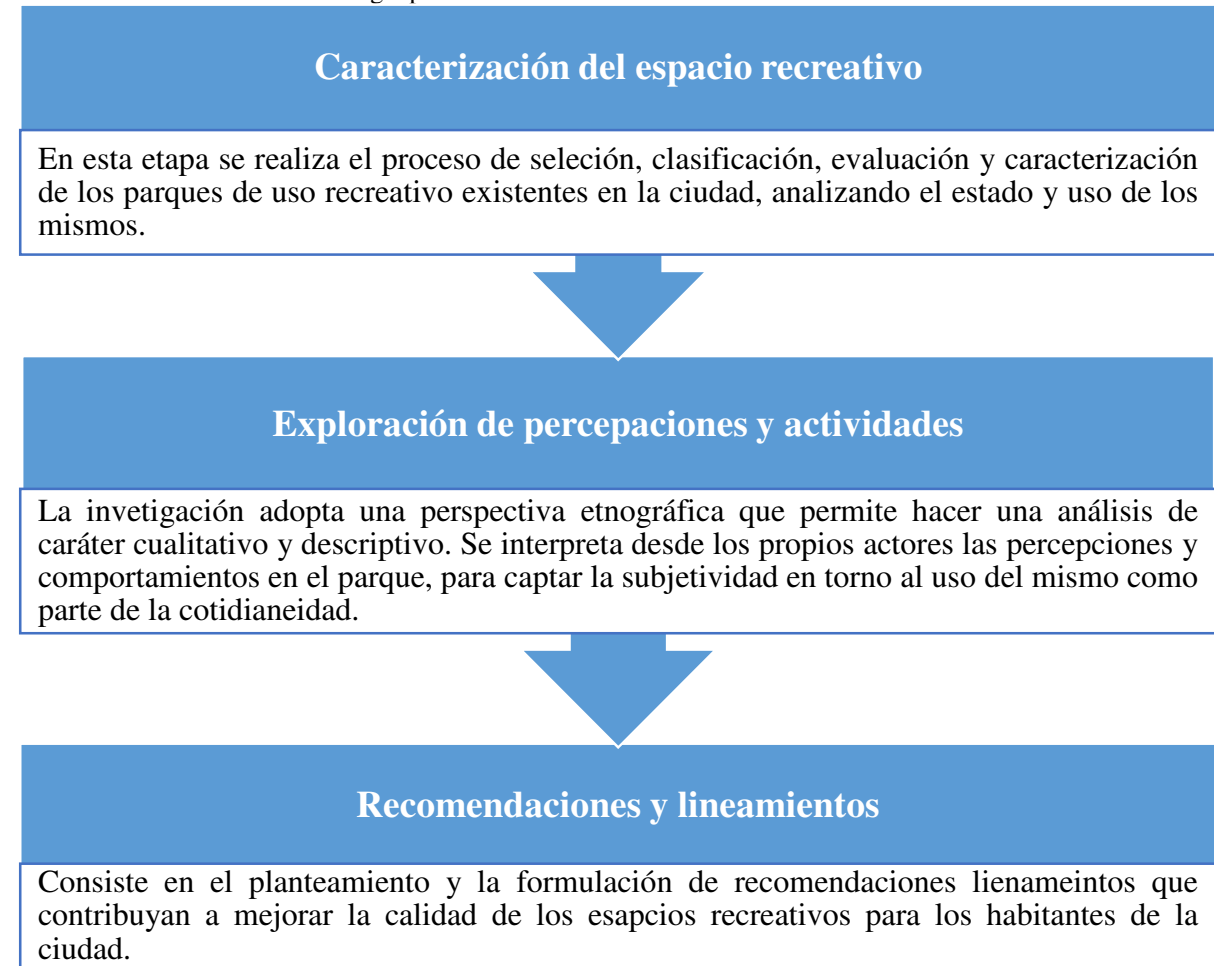 Caracterización del espacio recreativo
En esta etapa se realiza el proceso de seleción, clasificación, evaluación y caracterización
de los parques de uso recreativo existentes en la ciudad, analizando el estado y uso de los
mismos.
Exploración de percepaciones y actividades
La invetigación adopta una perspectiva etnográfica que permite hacer una análisis de
caráter cualitativo y descriptivo. Se interpreta desde los propios actores las percepciones y
comportamientos en el parque, para captar la subjetividad en torno al uso del mismo como
parte de la cotidianeidad.
Recomendaciones y lineamientos
Consiste en el planteamiento y la formulación de recomendaciones lienameintos que
contribuyan a mejorar la calidad de los esapcios recreativos para los habitantes de la
ciudad.